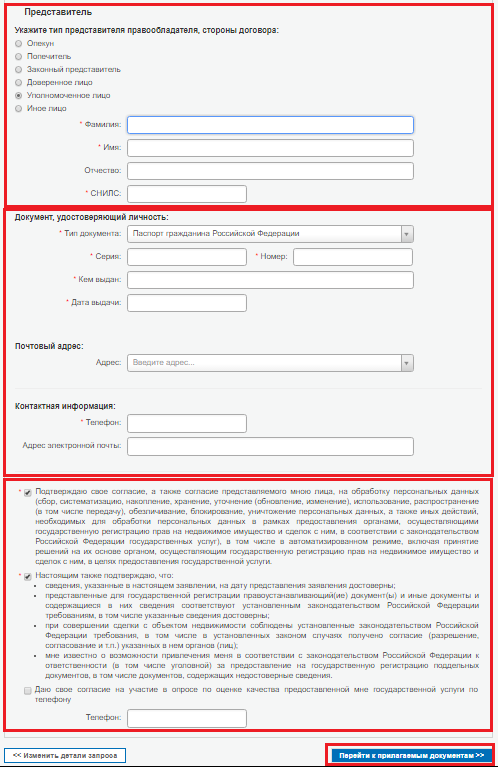 Представитель
Укажите тип представителя правообладателя, стороны договора:
Опекун
Попечитель
Законный представитель
Доверенное лицо
Уполномоченное лицо
Иное лицо
* Фамилия:
* Имя:
Отчество:
* СНИЛС:
Документ, удостоверяющий личность:
* Тип документа: Паспорт гражданина Российской Федерации
* Серия: * Номер:
* Кем выдан:
* Дата выдачи:
Почтовый адрес:
Адрес: Введите адрес...
Контактная информация:
* Телефон:
Адрес электронной почты:
* Подтверждаю свое согласие, а также согласие представляемого мною лица, на обработку персональных данных
(сбор, систематизацию, накопление, хранение, уточнение (обновление, изменение), использование, распространение
(в том числе передачу), обезличивание, блокирование, уничтожение персональных данных, а также иных действий,
необходимых для обработки персональных данных в рамках предоставления органами, осуществляющими
государственную регистрацию прав на недвижимое имущество и сделок с ним, в соответствии с законодательством
Российской Федерации государственных услуг), в том числе в автоматизированном режиме, включая принятие
решений на их основе органом, осуществляющим государственную регистрацию прав на недвижимое имущество и
сделок с ним, в целях предоставления государственной услуги.
* Настоящим также подтверждаю, что:
• сведения, указанные в настоящем заявлении, на дату представления заявления достоверны;
• представленные для государственной регистрации правоустанавливающий(ие) документ(ы) и иные документы и
содержащиеся в них сведения соответствуют установленным законодательством Российской Федерации
требованиям, в том числе указанные сведения достоверны;
• при совершении сделки с объектом недвижимости соблюдены установленные законодательством Российской
Федерации требования, в том числе в установленных законом случаях получено согласие (разрешение,
согласование и т.п.) указанных в нем органов (лиц);
• мне известно о возможности привлечения меня в соответствии с законодательством Российской Федерации к
ответственности (в том числе уголовной) за предоставление на государственную регистрацию поддельных
документов, в том числе документов, содержащих недостоверные сведения.
Даю свое согласие на участие в опросе по оценке качества предоставленной мне государственной услуги по
телефону
Телефон:
<< Изменить детали запроса Перейти к прилагаемым документам >>